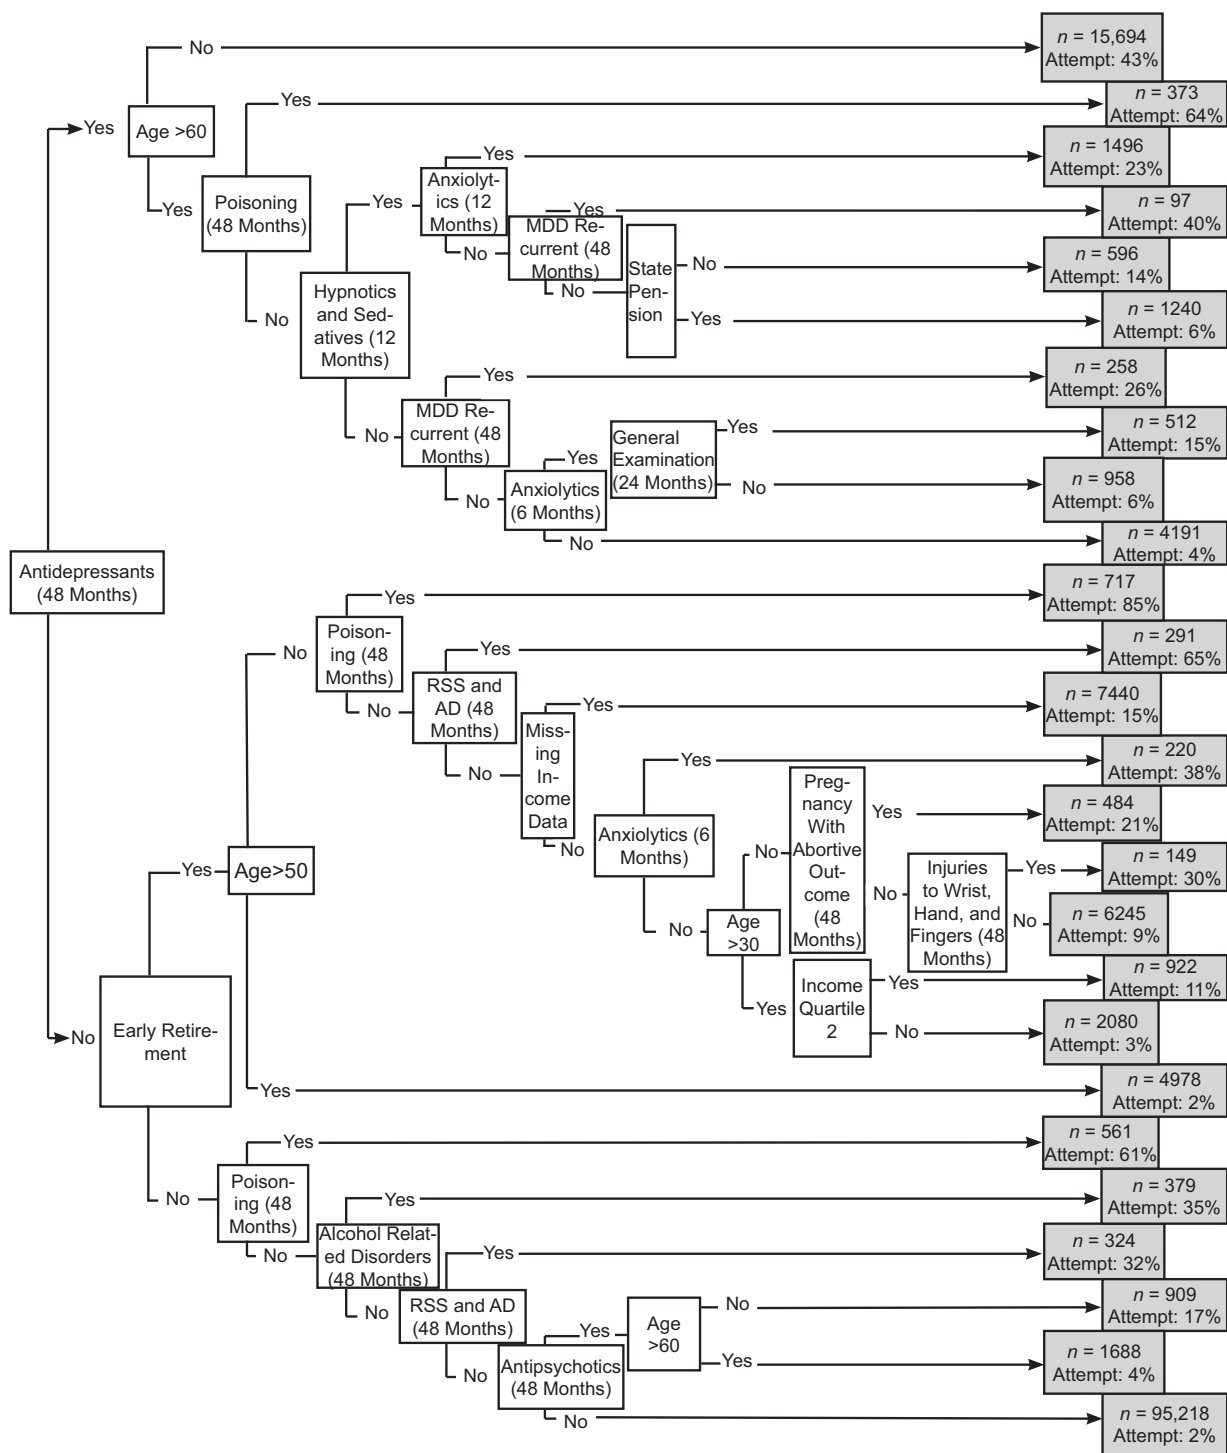 No
n = 15,694
Attempt: 43%
Yes
n = 373
Attempt: 64%
Yes
Age >60
Yes
n = 1496
Attempt: 23%
Anxiolyt-
ics (12
Months)
Yes
Poisoning
(48 Months)
Yes
Yes
n = 97
Attempt: 40%
No
MDD Re-
current (48
Months)
State
Pen-
sion
No
n = 596
Attempt: 14%
No
No
Hypnotics
and Sed-
atives (12
Months)
Yes
n = 1240
Attempt: 6%
Yes
n = 258
Attempt: 26%
No
MDD Re-
current (48
Months)
General
Examination
(24 Months)
Yes
n = 512
Attempt: 15%
Yes
No
Anxiolytics
(6 Months)
No
n = 958
Attempt: 6%
No
n = 4191
Attempt: 4%
Antidepressants
(48 Months)
Yes
n = 717
Attempt: 85%
No
Poison-
ing (48
Months)
Yes
n = 291
Attempt: 65%
No
RSS and
AD (48
Months)
Yes
n = 7440
Attempt: 15%
No
Miss-
ing
In-
come
Data
Yes
n = 220
Attempt: 38%
No
Anxiolytics (6
Months)
Preg-
nancy
With
Abortive
Out-
come
(48
Months)
Yes
n = 484
Attempt: 21%
Yes
Age>50
No
Injuries
to Wrist,
Hand, and
Fingers (48
Months)
Yes
n = 149
Attempt: 30%
No
No
Age
>30
No
n = 6245
Attempt: 9%
Yes
Income
Quartile
2
Yes
n = 922
Attempt: 11%
No
Early Retire-
ment
No
n = 2080
Attempt: 3%
Yes
n = 4978
Attempt: 2%
Yes
n = 561
Attempt: 61%
No
Poison-
ing (48
Months)
Yes
n = 379
Attempt: 35%
No
Alcohol Relat-
ed Disorders
(48 Months)
Yes
n = 324
Attempt: 32%
No
RSS and AD
(48 Months)
Age
>60
No
n = 909
Attempt: 17%
Yes
No
Antipsychotics
(48 Months)
Yes
n = 1688
Attempt: 4%
No
n = 95,218
Attempt: 2%